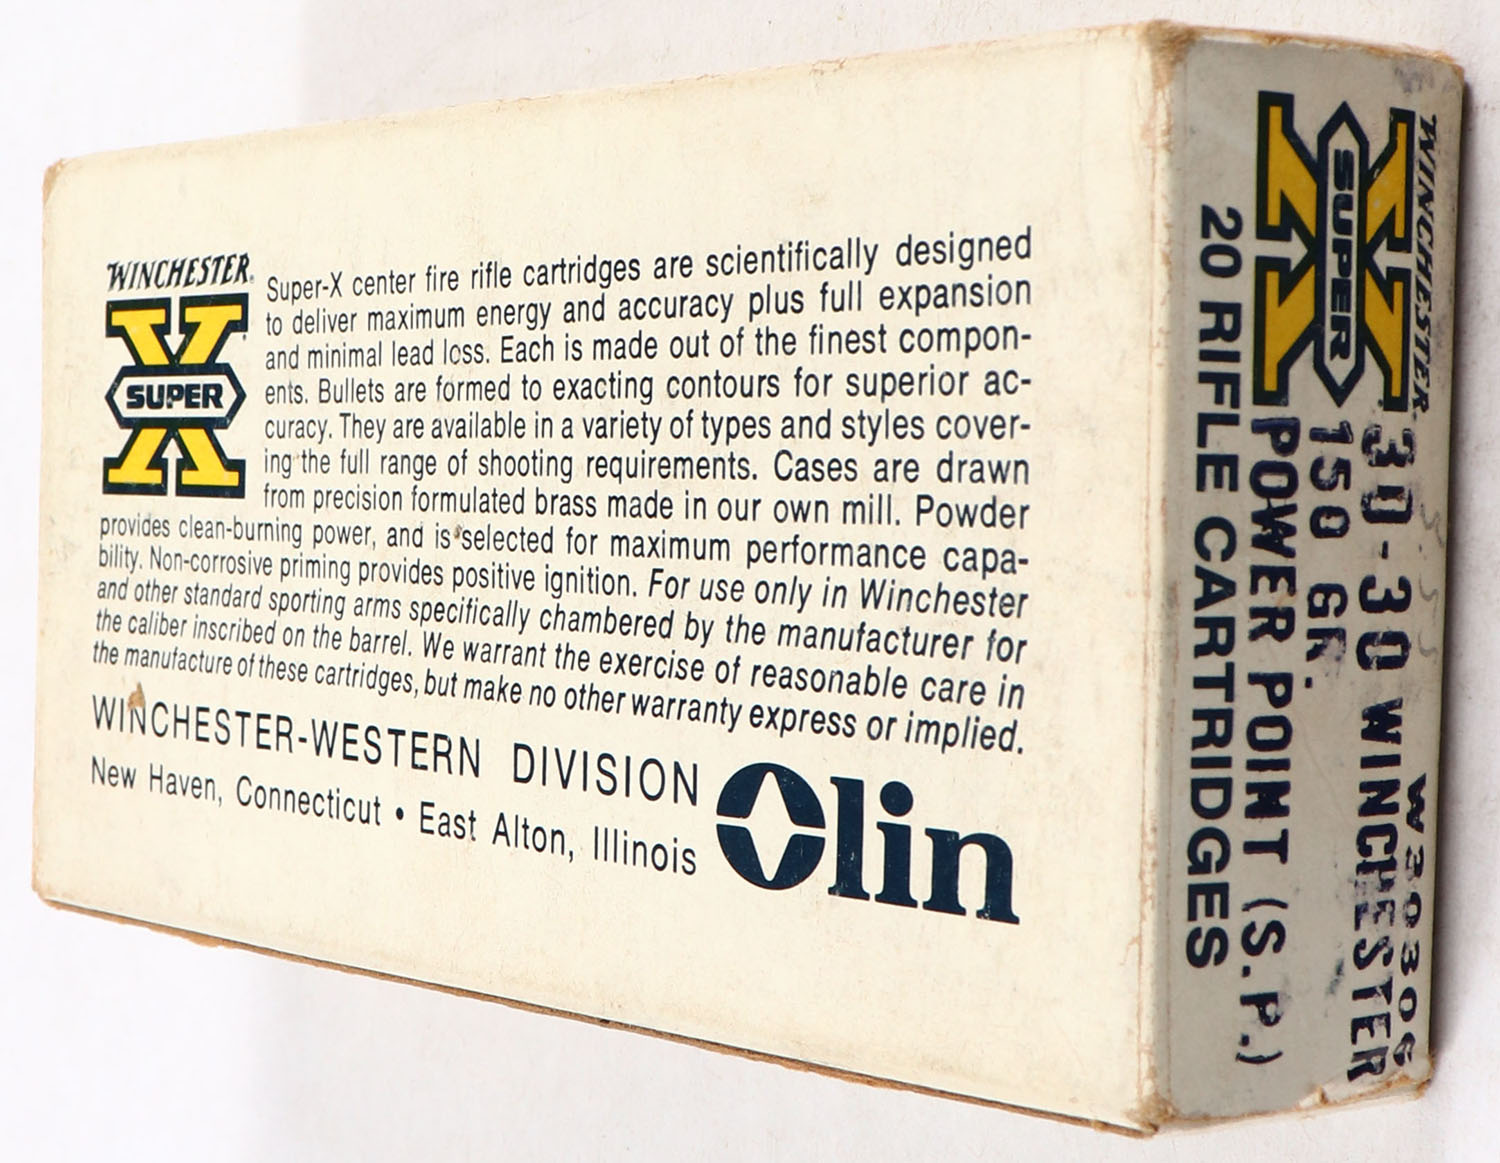 WINCHESTER
SUPER X
Super-X center fire rifle cartridges are scientifically designed
to deliver maximum energy and accuracy plus full expansion
and minimal lead loss. Each is made out of the finest compon-
ents. Bullets are formed to exacting contours for superior ac-
curacy. They are available in a variety of types and styles cover-
ing the full range of shooting requirements. Cases are drawn
from precision formulated brass made in our own mill. Powder
provides clean-burning power, and is selected for maximum performance capa-
bility. Non-corrosive priming provides positive ignition. For use only in Winchester
and other standard sporting arms specifically chambered by the manufacturer for
the caliber inscribed on the barrel. We warrant the exercise of reasonable care in
the manufacture of these cartridges, but make no other warranty express or implied.
WINCHESTER-WESTERN DIVISION
New Haven, Connecticut • East Alton, Illinois
Olin
WINCHESTER
SUPER X
W30306
30-30 WINCHESTER
150 GR.
POWER POINT (S.P.)
20 RIFLE CARTRIDGES